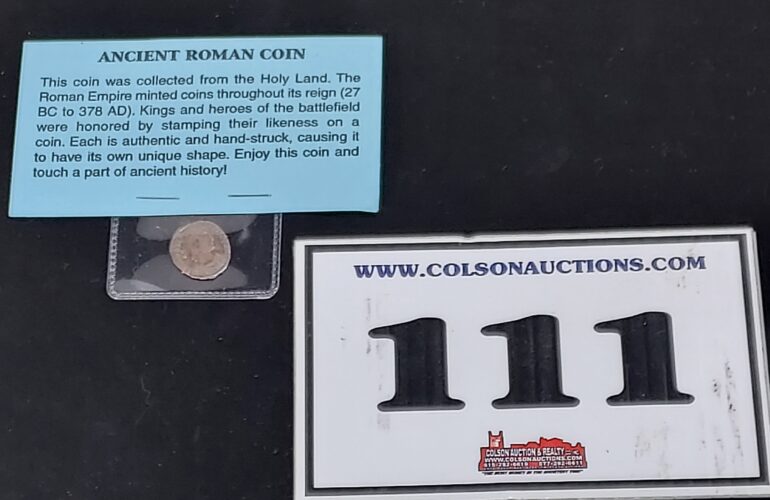 ANCIENT ROMAN COIN
This coin was collected from the Holy Land. The
Roman Empire minted coins throughout its reign (27
BC to 378 AD). Kings and heroes of the battlefield
were honored by stamping their likeness on a
coin. Each is authentic and hand-struck, causing it
to have its own unique shape. Enjoy this coin and
touch a part of ancient history!
WWW.COLSONAUCTIONS.COM
111
COLSON AUCTION & REALTY
WWW.COLSONAUCTIONS.COM